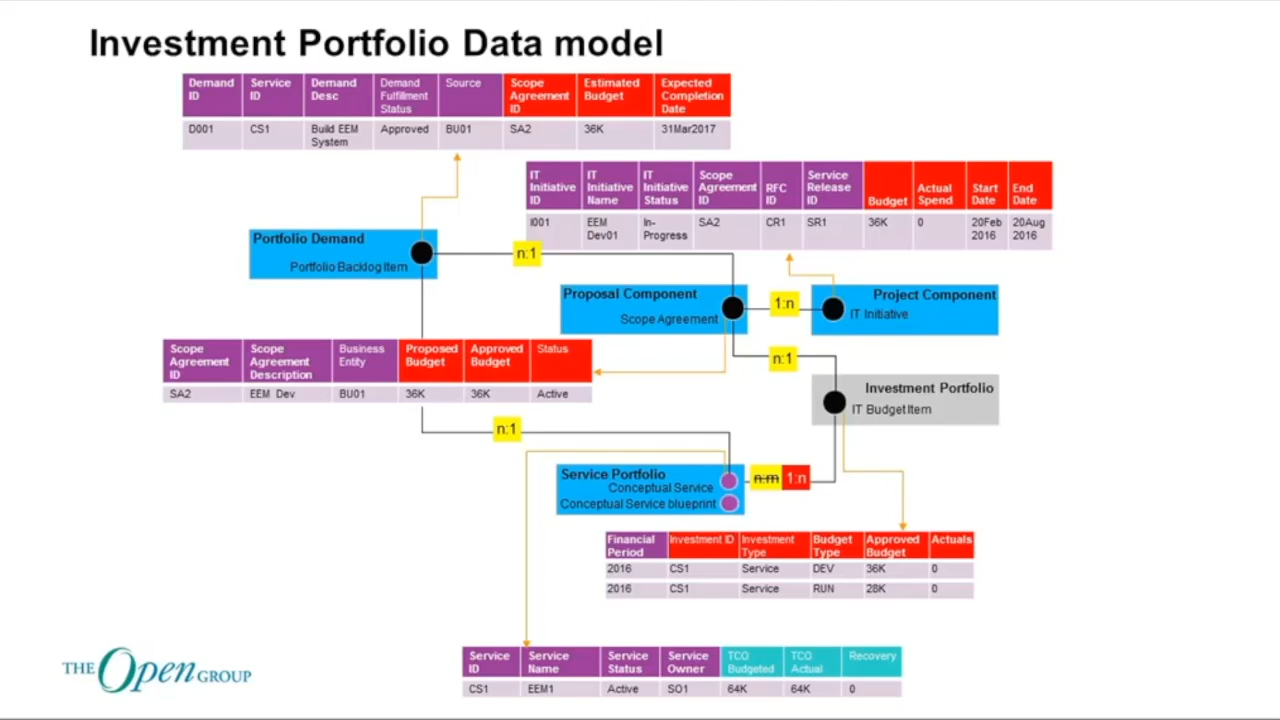 Investment Portfolio Data model
Demand ID Service ID Demand Desc Demand Fulfillment Status Source Scope Agreement ID Estimated Budget Expected Completion Date
D001 CS1 Build EEM System Approved BU01 SA2 36K 31Mar2017
IT Initiative ID IT Initiative Name IT Initiative Status Scope Agreement ID RFC ID Service Release ID Budget Actual Spend Start Date End Date
I001 EEM Dev01 In-Progress SA2 CR1 SR1 36K 0 20Feb 2016 20Aug 2016
Portfolio Demand
Portfolio Backlog Item
n:1
Proposal Component
Scope Agreement
1:n
Project Component
IT Initiative
n:1
Scope Agreement ID Scope Agreement Description Business Entity Proposed Budget Approved Budget Status
SA2 EEM Dev BU01 36K 36K Active
Investment Portfolio
IT Budget Item
n:1
Service Portfolio
Conceptual Service
Conceptual Service blueprint
n:m 1:n
Financial Period Investment ID Investment Type Budget Type Approved Budget Actuals
2016 CS1 Service DEV 36K 0
2016 CS1 Service RUN 28K 0
THE Open GROUP
Service ID Service Name Service Status Service Owner TCO Budgeted TCO Actual Recovery
CS1 EEM1 Active SO1 64K 64K 0